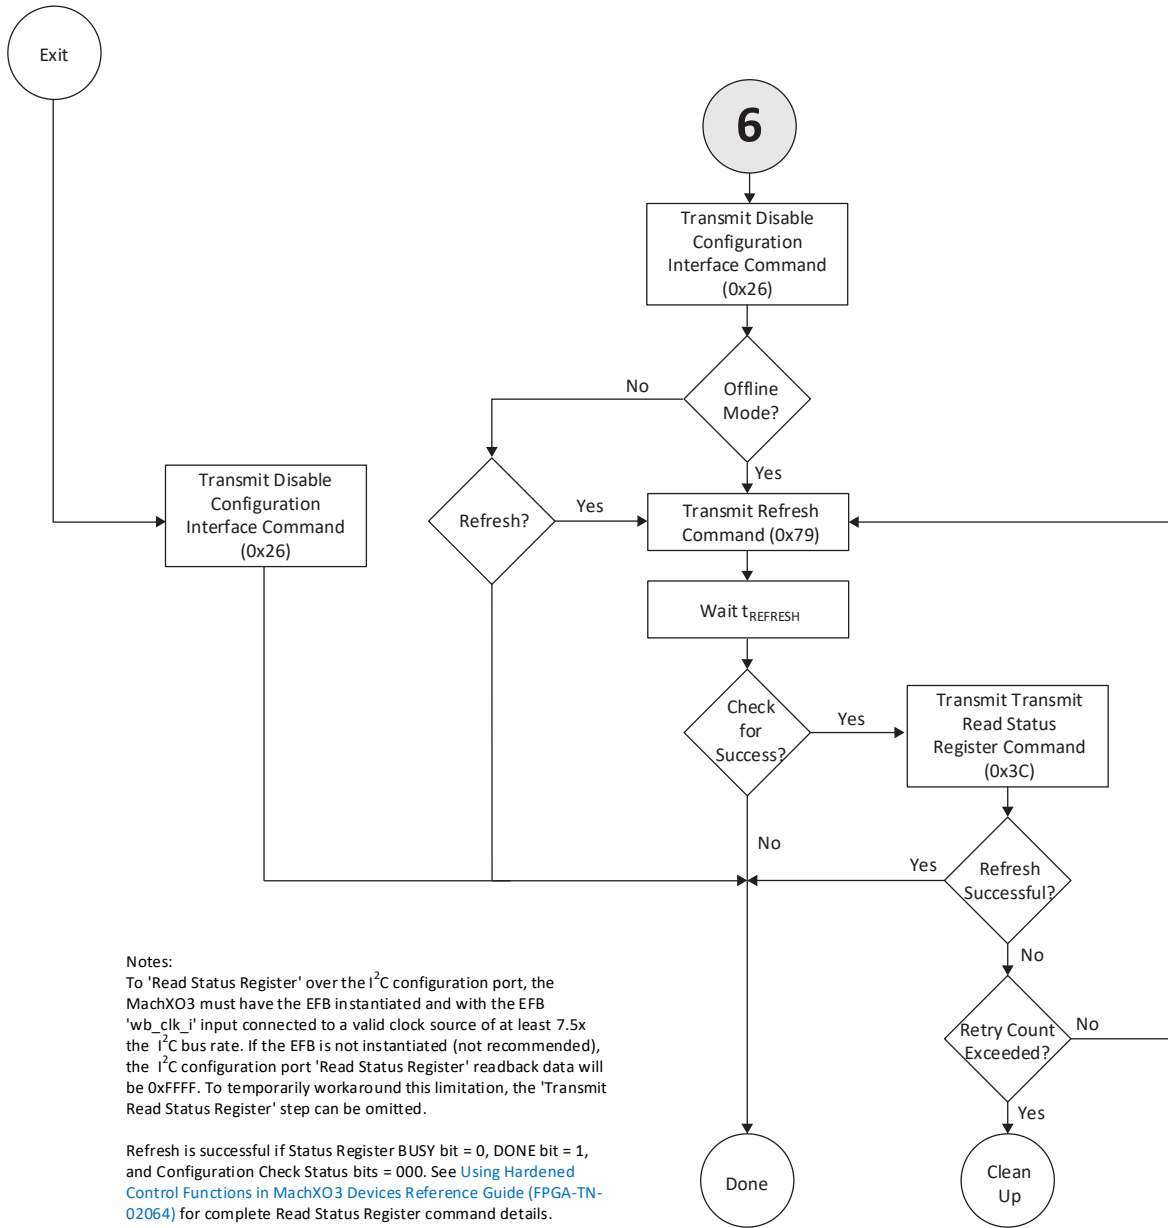 Exit
6
Transmit Disable
Configuration
Interface Command
(0x26)
No
Offline
Mode?
Yes
Transmit Disable
Configuration
Interface Command
(0x26)
Refresh?
Yes
Transmit Refresh
Command (0x79)
Wait tREFRESH
Check
for
Success?
Yes
Transmit Transmit
Read Status
Register Command
(0x3C)
No
Yes
Refresh
Successful?
No
Retry Count
Exceeded?
No
Yes
Notes:
To 'Read Status Register' over the I2C configuration port, the
MachXO3 must have the EFB instantiated and with the EFB
'wb_clk_i' input connected to a valid clock source of at least 7.5x
the I2C bus rate. If the EFB is not instantiated (not recommended),
the I2C configuration port 'Read Status Register' readback data will
be 0xFFFF. To temporarily workaround this limitation, the 'Transmit
Read Status Register' step can be omitted.
Refresh is successful if Status Register BUSY bit = 0, DONE bit = 1,
and Configuration Check Status bits = 000. See Using Hardened
Control Functions in MachXO3 Devices Reference Guide (FPGA-TN-
02064) for complete Read Status Register command details.
Done
Clean
Up